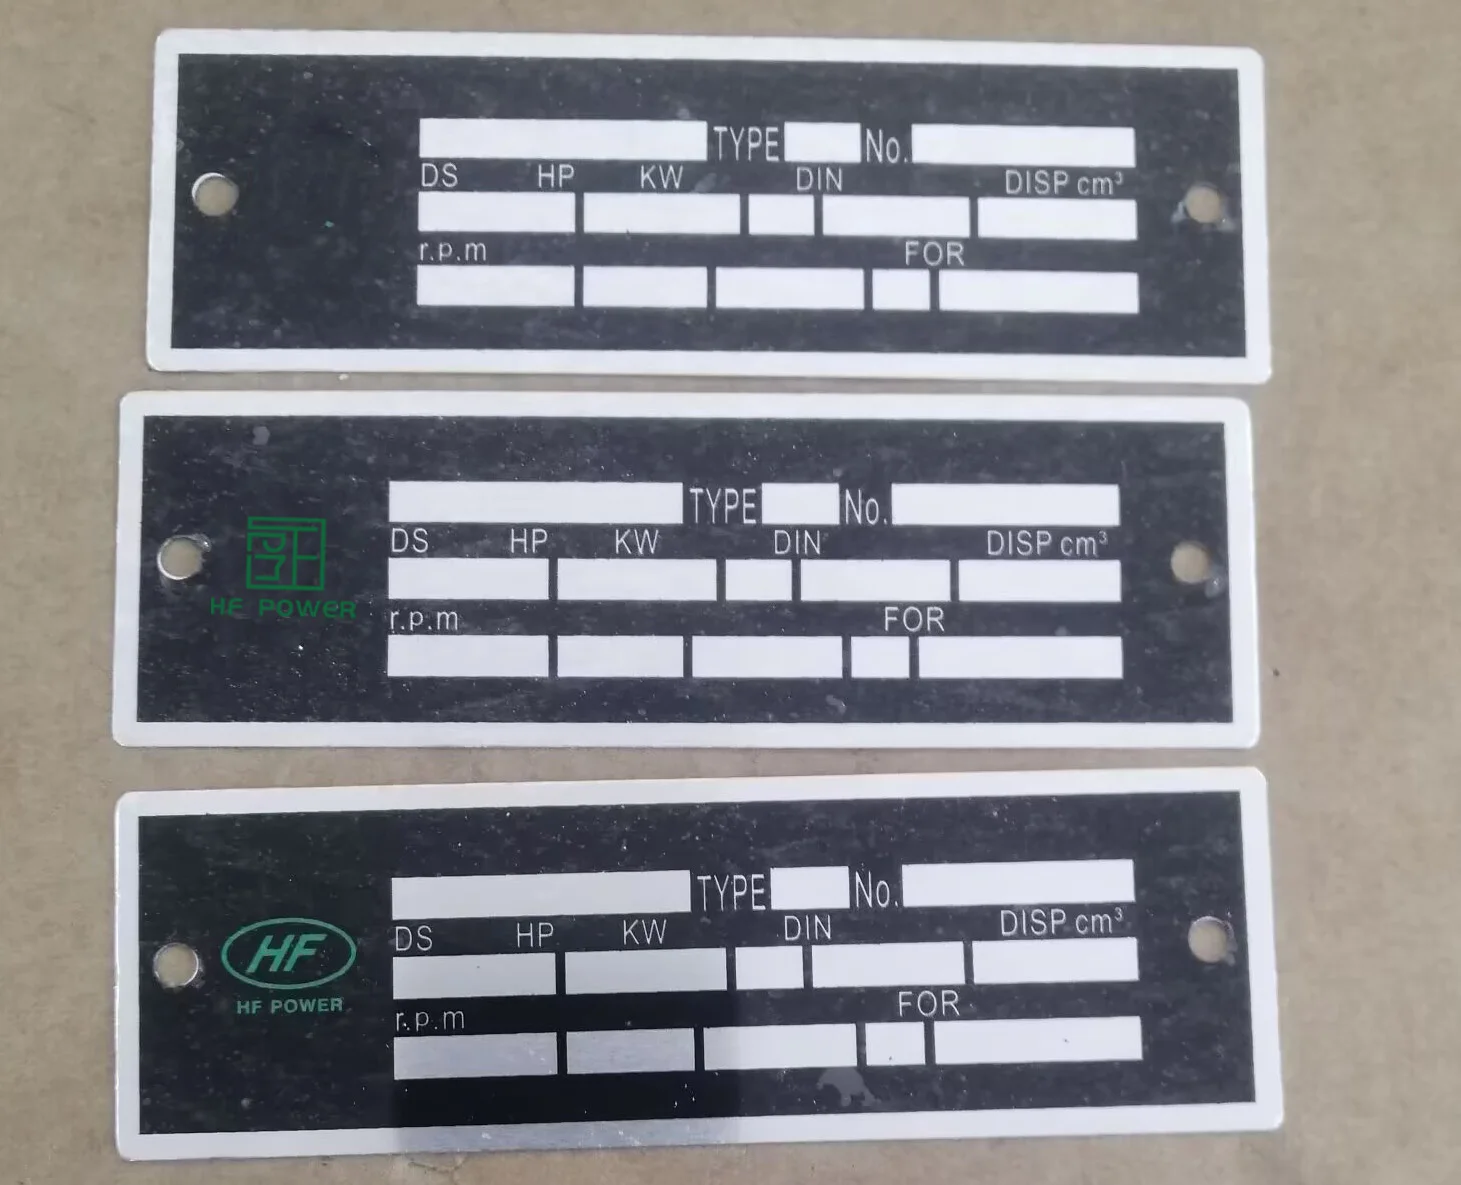 TYPE No.
DS HP KW DIN DISP cm³
r.p.m FOR
TYPE No.
DS HP KW DIN DISP cm³
HF POWER
r.p.m FOR
TYPE No.
DS HP KW DIN DISP cm³
HF
HF POWER
r.p.m FOR